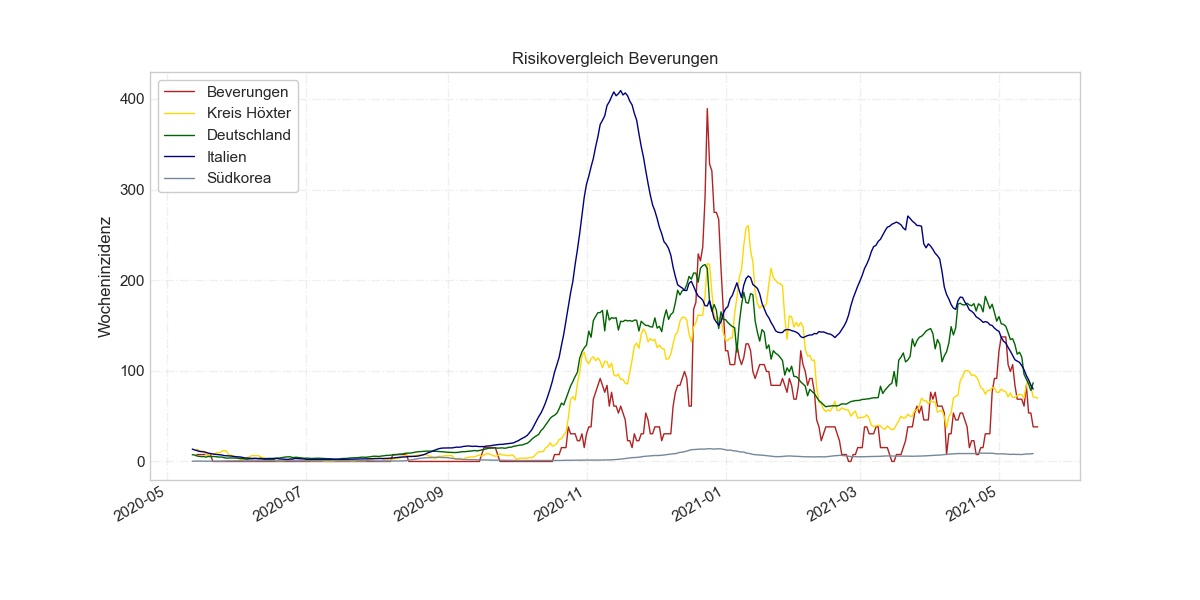 Risikovergleich Beverungen
Beverungen
Kreis Höxter
Deutschland
Italien
Südkorea
Wocheninzidenz
400
300
200
100
0
2020-05
2020-07
2020-09
2020-11
2021-01
2021-03
2021-05